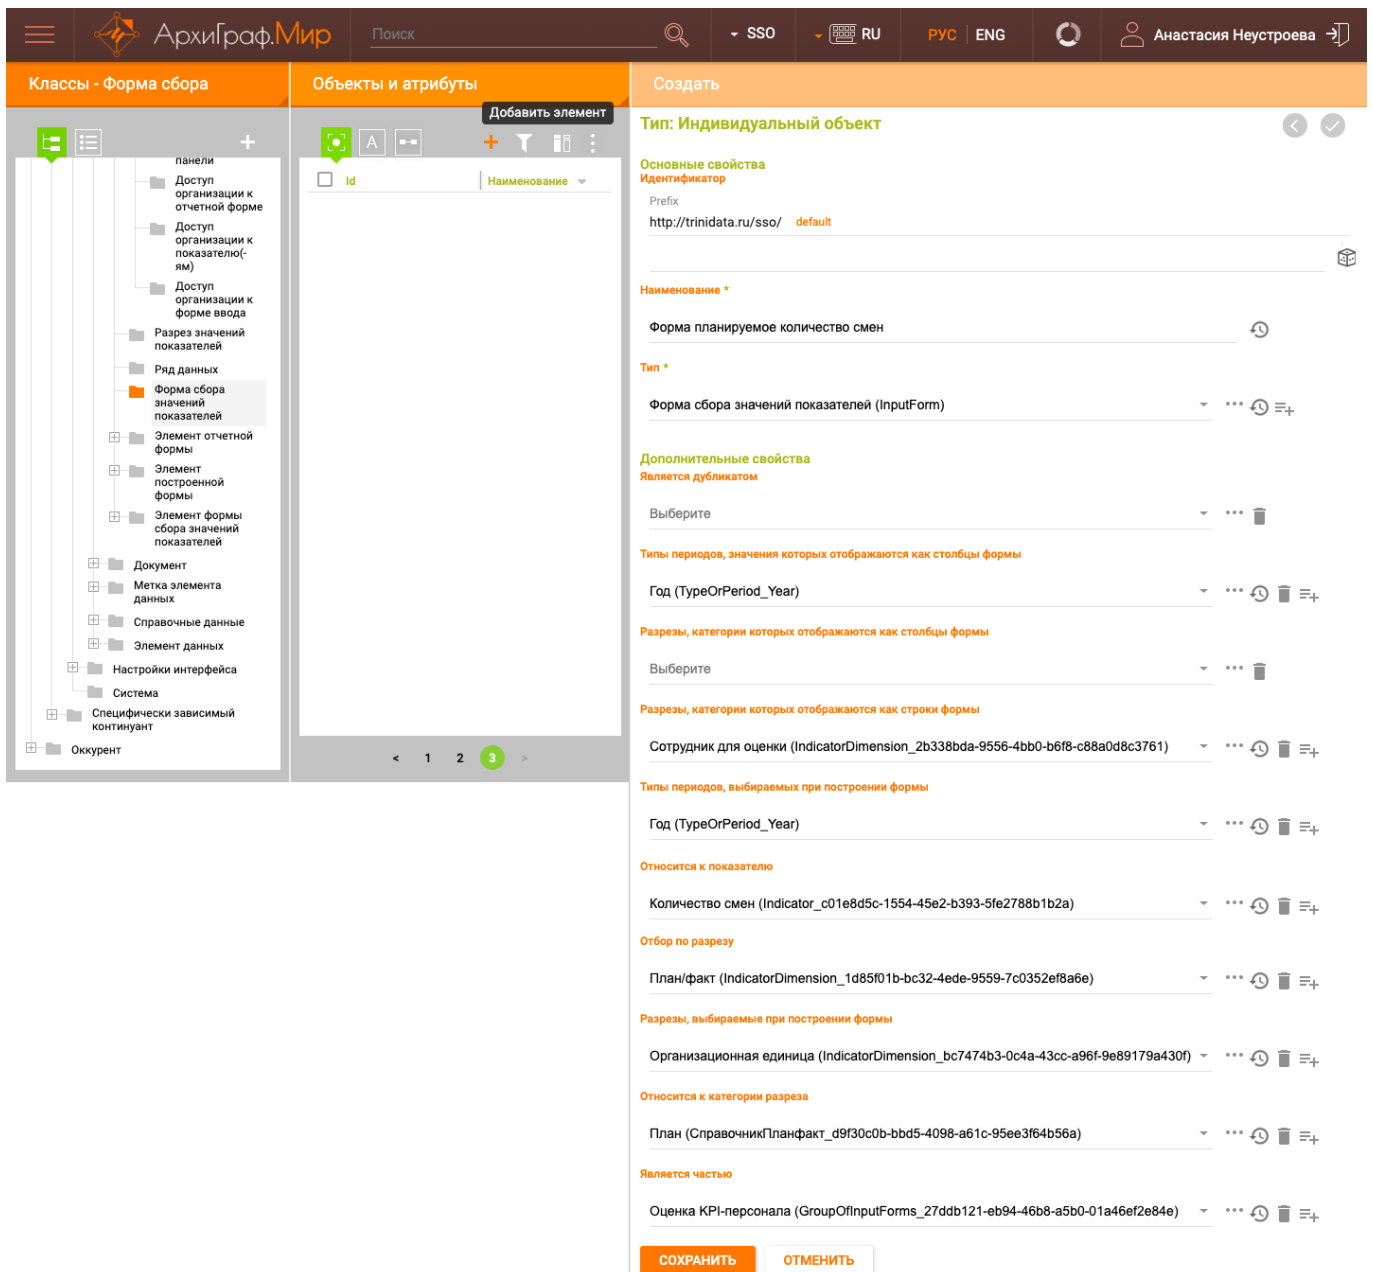 АрхиГраф.Мир
Поиск
SSO
RU
РУС
ENG
Анастасия Неустроева
Классы - Форма сбора
Объекты и атрибуты
Создать
Добавить элемент
панели
Доступ
организации к
отчетной форме
Доступ
организации к
показателю(-
ям)
Доступ
организации к
форме ввода
Разрез значений
показателей
Ряд данных
Форма сбора
значений
показателей
Элемент отчетной
формы
Элемент
построенной
формы
Элемент формы
сбора значений
показателей
Документ
Метка элемента
данных
Справочные данные
Элемент данных
Настройки интерфейса
Система
Специфически зависимый
континуант
Оккурент
A
Id
Наименование
< 1 2 3 >
Тип: Индивидуальный объект
Основные свойства
Идентификатор
Prefix
http://trinidata.ru/sso/ default
Наименование *
Форма планируемое количество смен
Тип *
Форма сбора значений показателей (InputForm)
Дополнительные свойства
Является дубликатом
Выберите
Типы периодов, значения которых отображаются как столбцы формы
Год (TypeOrPeriod_Year)
Разрезы, категории которых отображаются как столбцы формы
Выберите
Разрезы, категории которых отображаются как строки формы
Сотрудник для оценки (IndicatorDimension_2b338bda-9556-4bb0-b6f8-c88a0d8c3761)
Типы периодов, выбираемых при построении формы
Год (TypeOrPeriod_Year)
Относится к показателю
Количество смен (Indicator_c01e8d5c-1554-45e2-b393-5fe2788b1b2a)
Отбор по разрезу
План/факт (IndicatorDimension_1d85f01b-bc32-4ede-9559-7c0352ef8a6e)
Разрезы, выбираемые при построении формы
Организационная единица (IndicatorDimension_bc7474b3-0c4a-43cc-a96f-9e89179a430f)
Относится к категории разреза
План (СправочникПланфакт_d9f30c0b-bbd5-4098-a61c-95ee3f64b56a)
Является частью
Оценка KPI-персонала (GroupOfInputForms_27ddb121-eb94-46b8-a5b0-01a46ef2e84e)
СОХРАНИТЬ
ОТМЕНИТЬ